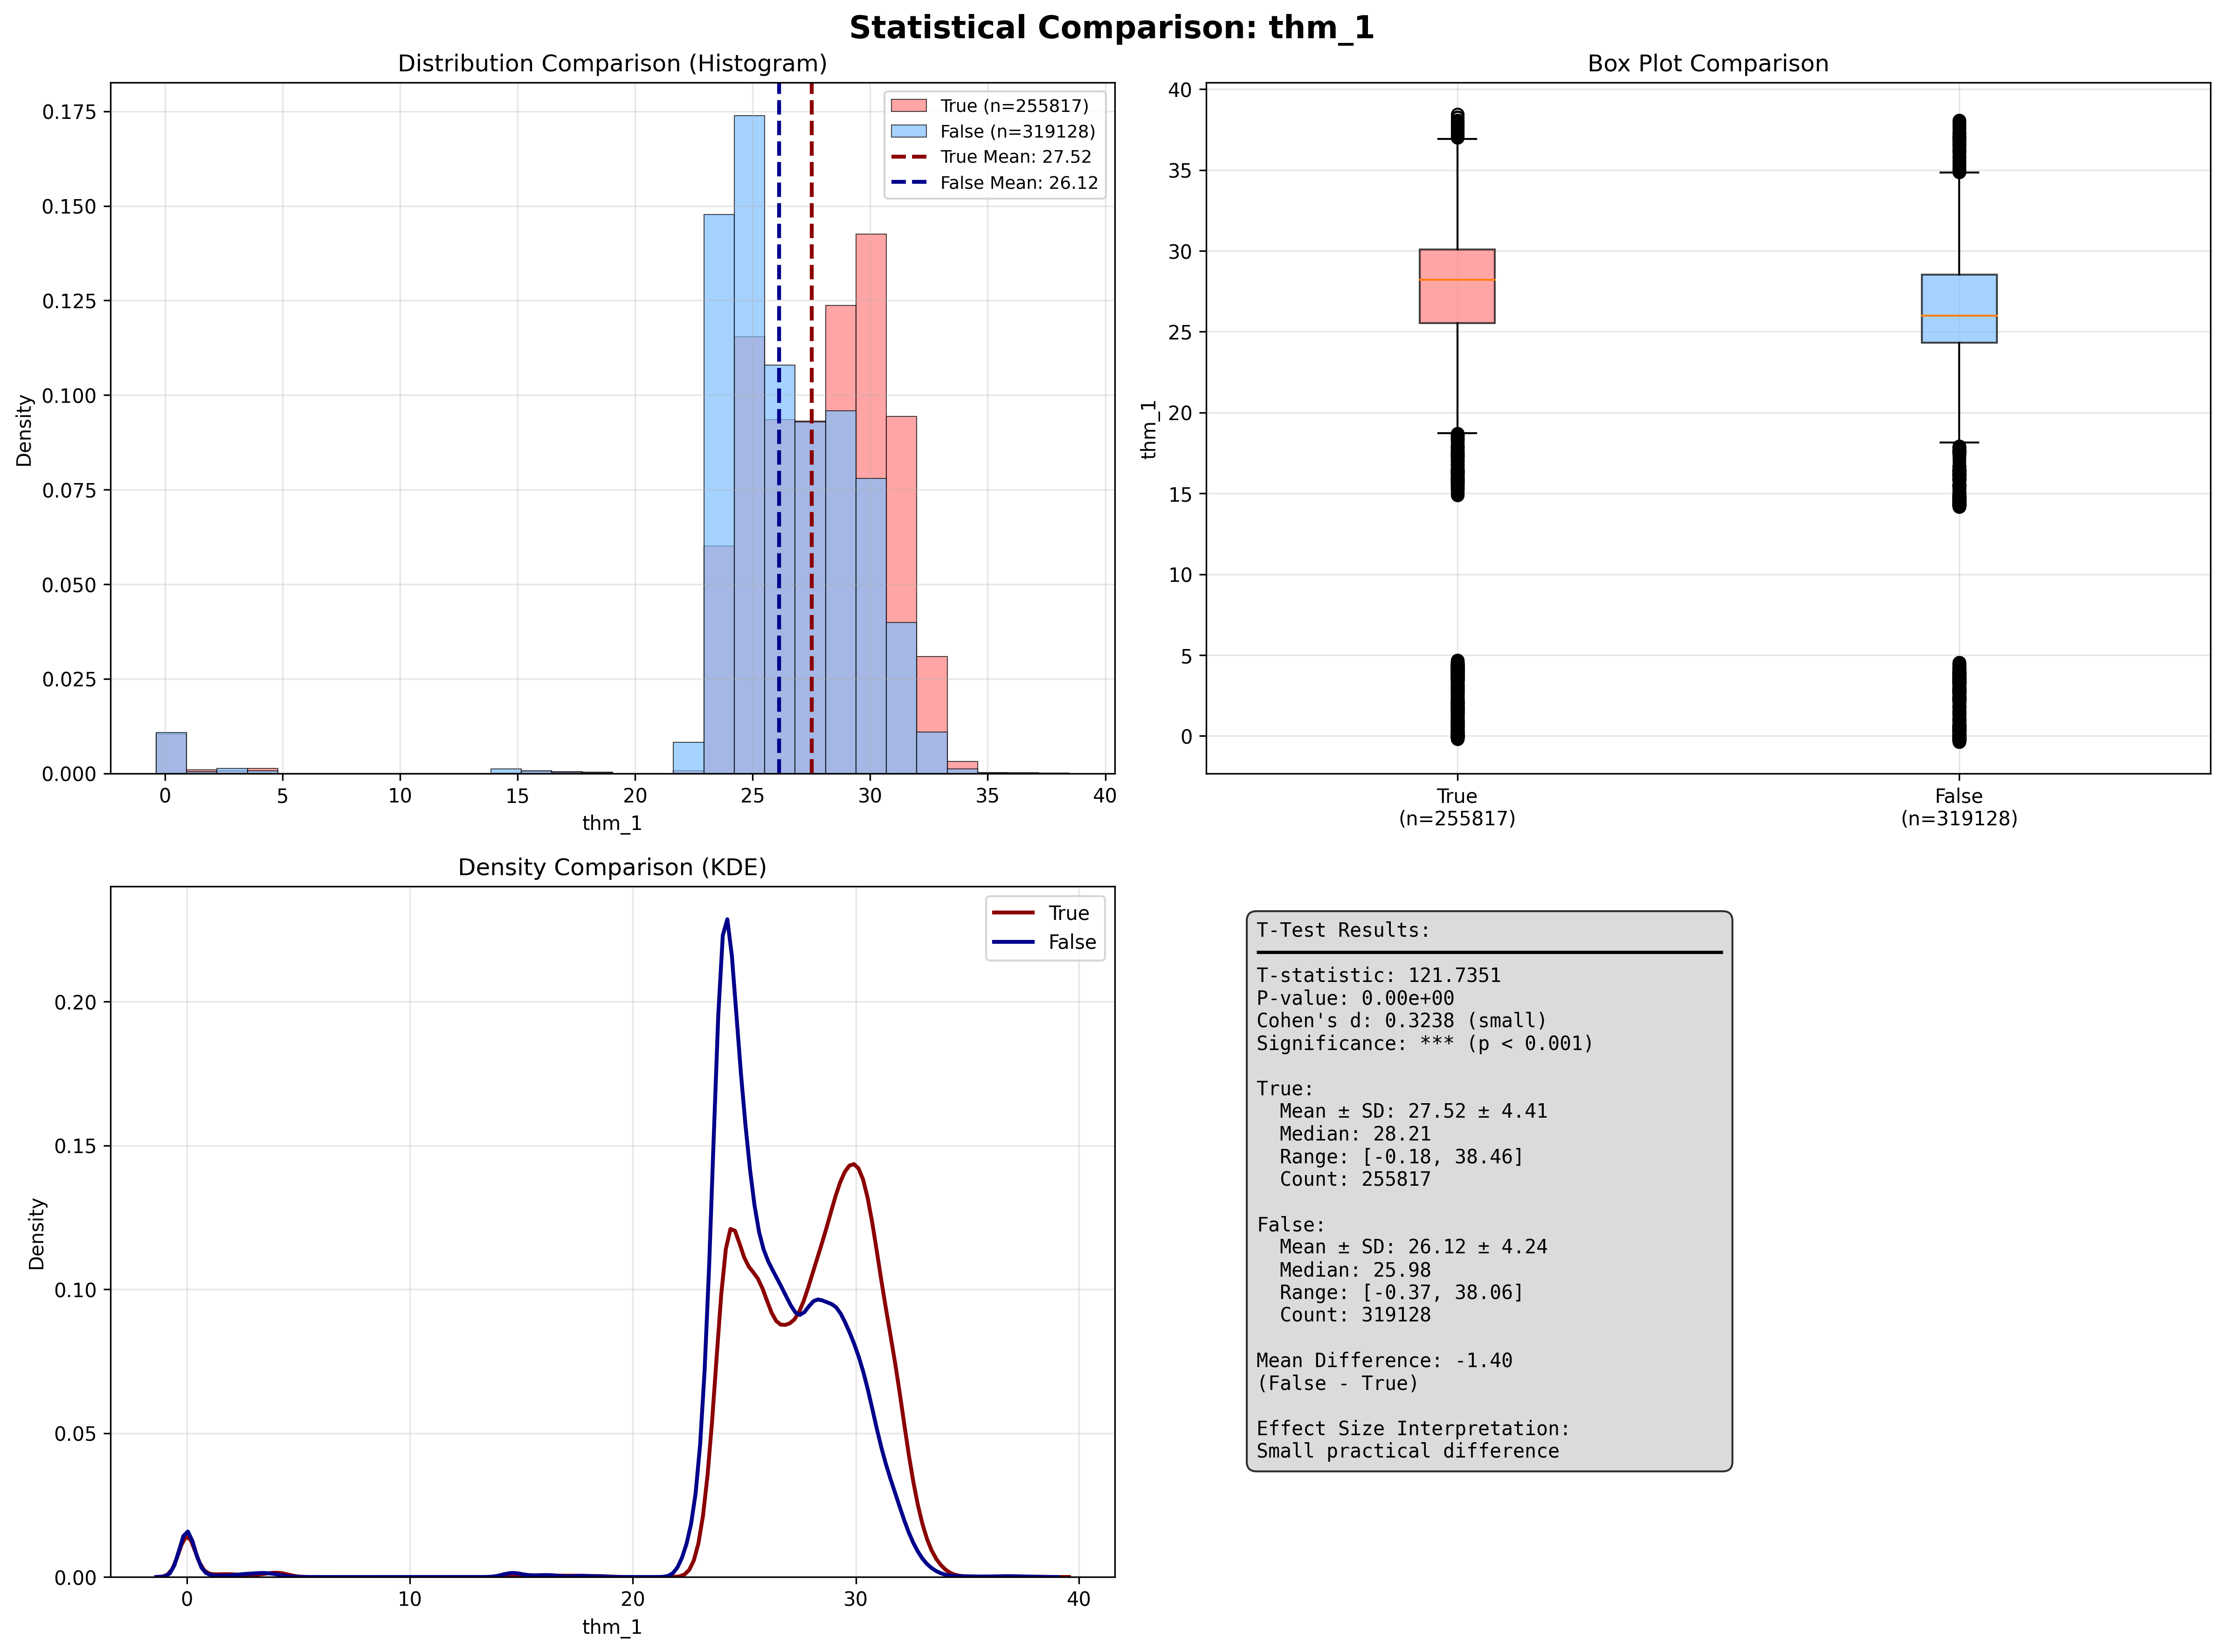 Statistical Comparison: thm_1
Distribution Comparison (Histogram)
Density
0.175
0.150
0.125
0.100
0.075
0.050
0.025
0.000
0 5 10 15 20 25 30 35 40
thm_1
True (n=255817)
False (n=319128)
True Mean: 27.52
False Mean: 26.12
Box Plot Comparison
thm_1
40
35
30
25
20
15
10
5
0
True
(n=255817)
False
(n=319128)
Density Comparison (KDE)
Density
0.20
0.15
0.10
0.05
0.00
0 10 20 30 40
thm_1
True
False
T-Test Results:
T-statistic: 121.7351
P-value: 0.00e+00
Cohen's d: 0.3238 (small)
Significance: *** (p < 0.001)
True:
Mean ± SD: 27.52 ± 4.41
Median: 28.21
Range: [-0.18, 38.46]
Count: 255817
False:
Mean ± SD: 26.12 ± 4.24
Median: 25.98
Range: [-0.37, 38.06]
Count: 319128
Mean Difference: -1.40
(False - True)
Effect Size Interpretation:
Small practical difference